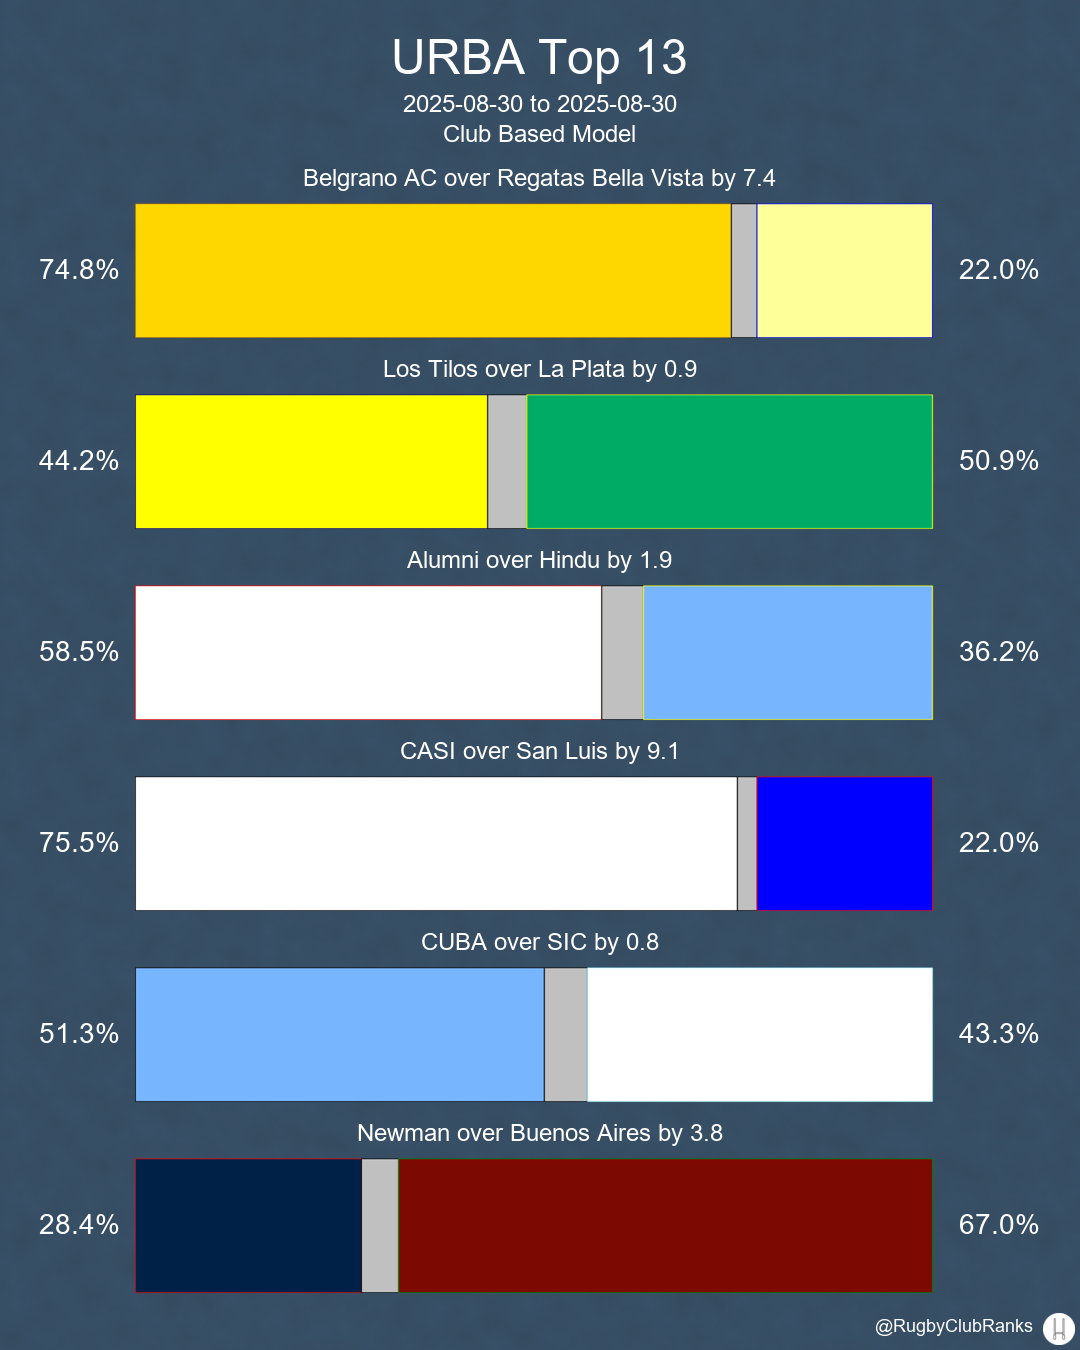 URBA Top 13
2025-08-30 to 2025-08-30
Club Based Model
Belgrano AC over Regatas Bella Vista by 7.4
74.8%
22.0%
Los Tilos over La Plata by 0.9
44.2%
50.9%
Alumni over Hindu by 1.9
58.5%
36.2%
CASI over San Luis by 9.1
75.5%
22.0%
CUBA over SIC by 0.8
51.3%
43.3%
Newman over Buenos Aires by 3.8
28.4%
67.0%
@RugbyClubRanks